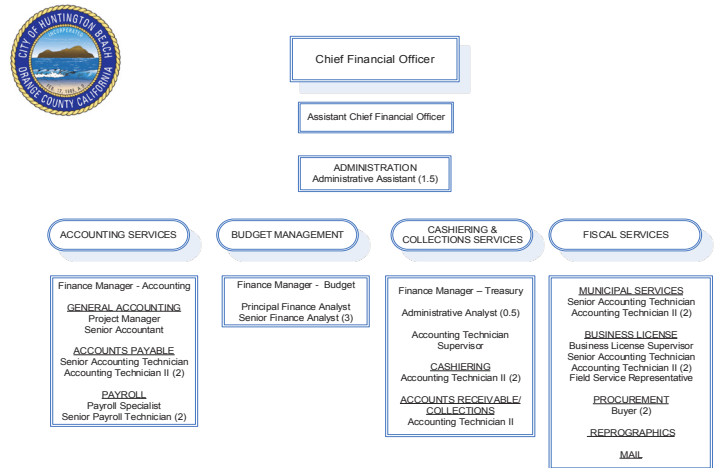 CITY OF HUNTINGTON BEACH
INCORPORATED
FEB. 17, 1909, A.D.
ORANGE COUNTY CALIFORNIA
Chief Financial Officer
Assistant Chief Financial Officer
ADMINISTRATION
Administrative Assistant (1.5)
ACCOUNTING SERVICES
Finance Manager - Accounting
GENERAL ACCOUNTING
Project Manager
Senior Accountant
ACCOUNTS PAYABLE
Senior Accounting Technician
Accounting Technician II (2)
PAYROLL
Payroll Specialist
Senior Payroll Technician (2)
BUDGET MANAGEMENT
Finance Manager - Budget
Principal Finance Analyst
Senior Finance Analyst (3)
CASHIERING &
COLLECTIONS SERVICES
Finance Manager – Treasury
Administrative Analyst (0.5)
Accounting Technician
Supervisor
CASHIERING
Accounting Technician II (2)
ACCOUNTS RECEIVABLE/
COLLECTIONS
Accounting Technician II
FISCAL SERVICES
MUNICIPAL SERVICES
Senior Accounting Technician
Accounting Technician II (2)
BUSINESS LICENSE
Business License Supervisor
Senior Accounting Technician
Accounting Technician II (2)
Field Service Representative
PROCUREMENT
Buyer (2)
REPROGRAPHICS
MAIL